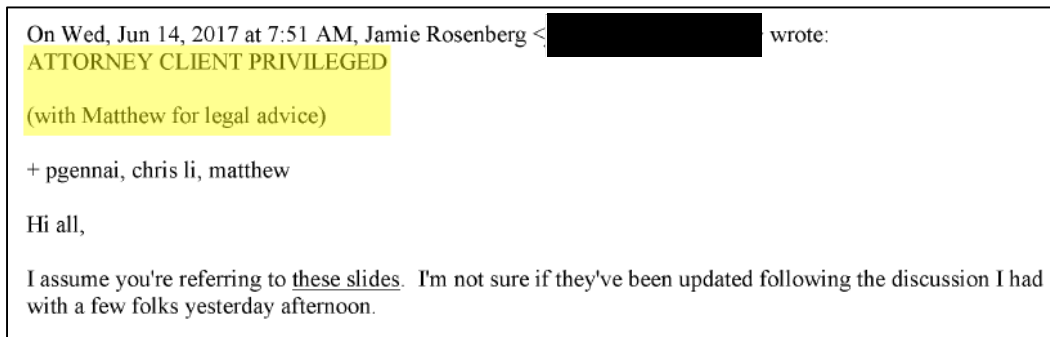 On Wed, Jun 14, 2017 at 7:51 AM, Jamie Rosenberg < wrote:
ATTORNEY CLIENT PRIVILEGED
(with Matthew for legal advice)
+ pgennai, chris li, matthew
Hi all,
I assume you're referring to these slides.  I'm not sure if they've been updated following the discussion I had
with a few folks yesterday afternoon.